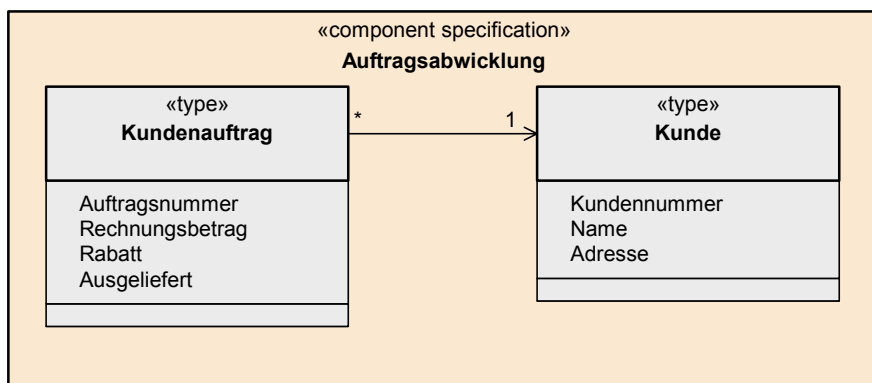 «component specification»
Auftragsabwicklung
«type»
Kundenauftrag
Auftragsnummer
Rechnungsbetrag
Rabatt
Ausgeliefert
*
1
«type»
Kunde
Kundennummer
Name
Adresse